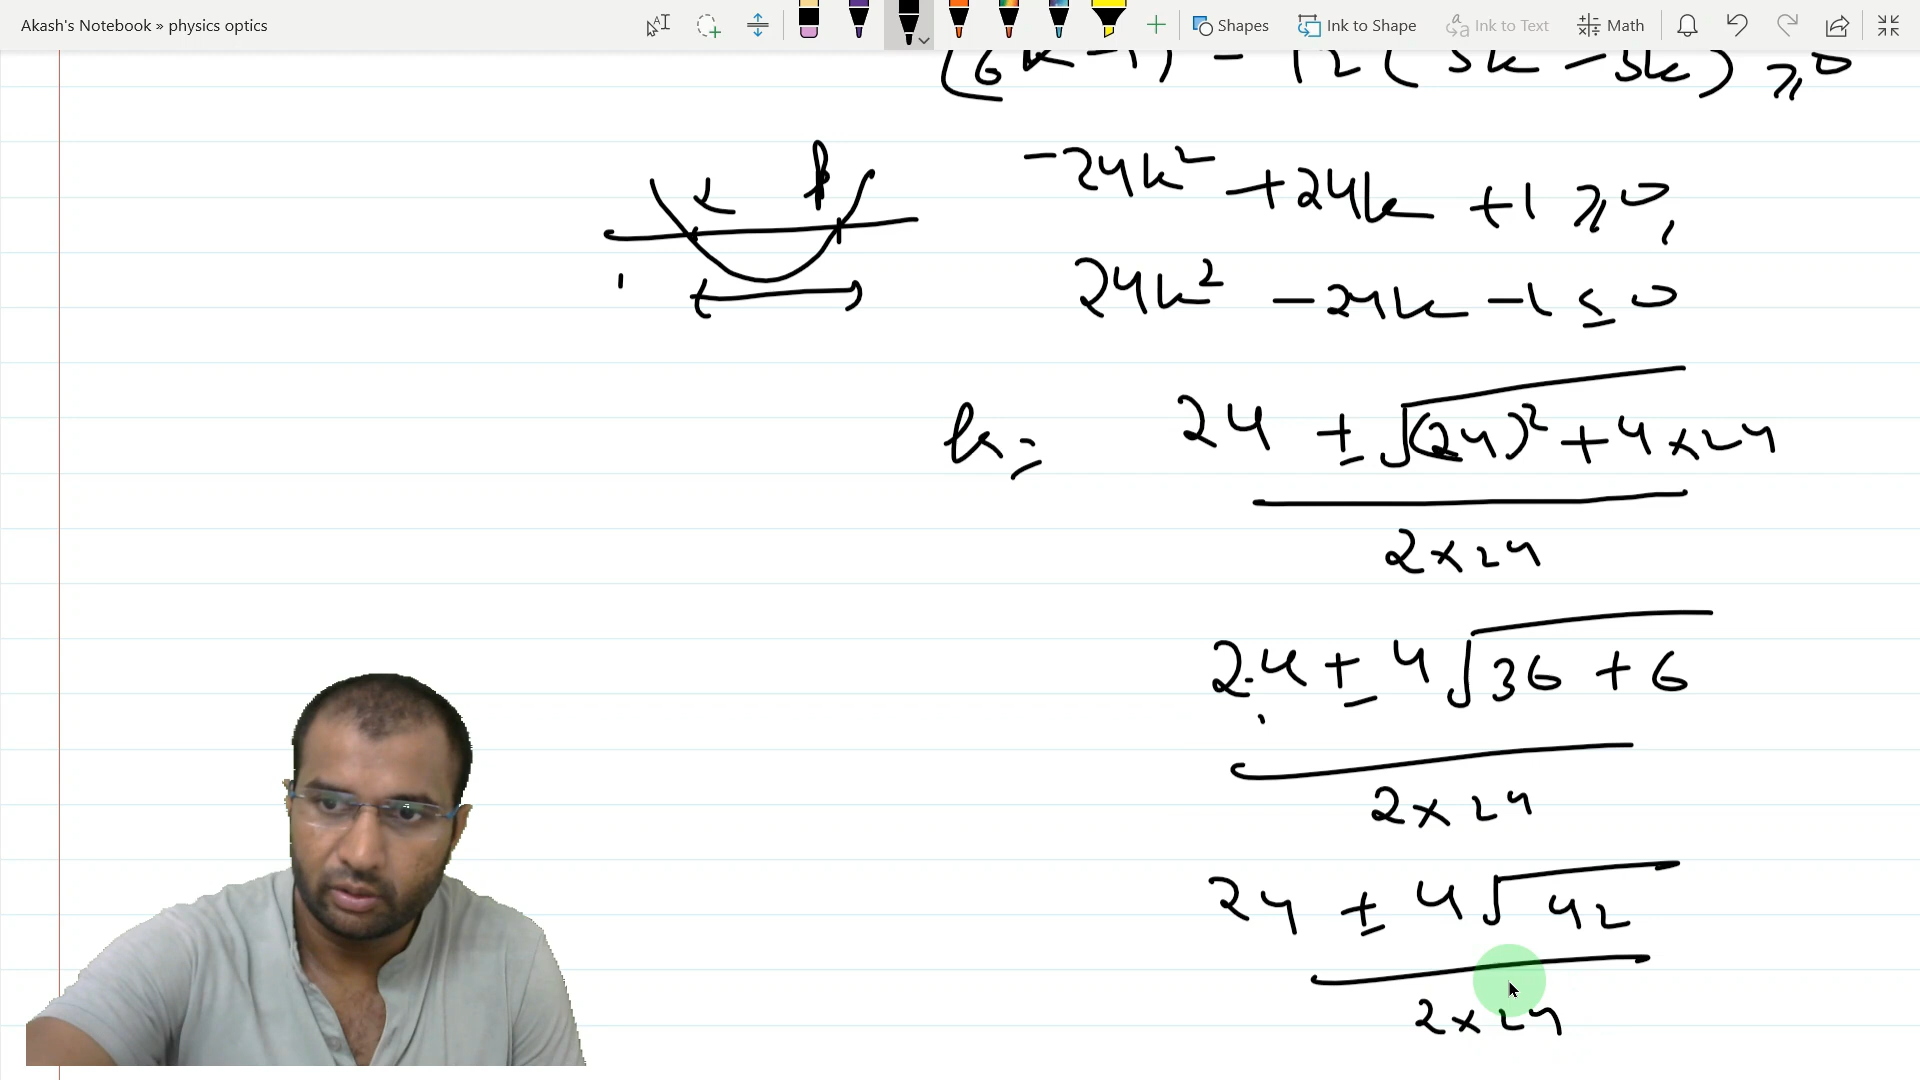 Akash's Notebook » physics optics
Shapes
Ink to Shape
Ink to Text
Math
α β
-24k² + 24k + 1 ≥ 0,
24k² - 24k - 1 ≤ 0
k = 24 ± √(24)² + 4 × 24
2 × 24
24 ± 4√36 + 6
2 × 24
24 ± 4√42
2 × 24